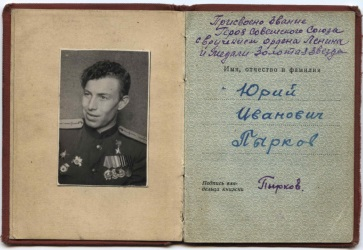 Присвоено звание
Героя Советского Союза
с вручением ордена Ленина
и медали Золотая Звезда
Имя, отчество и фамилия
Юрий
Иванович
Пырков
Подпись вла-
дельца книжки
Пырков.